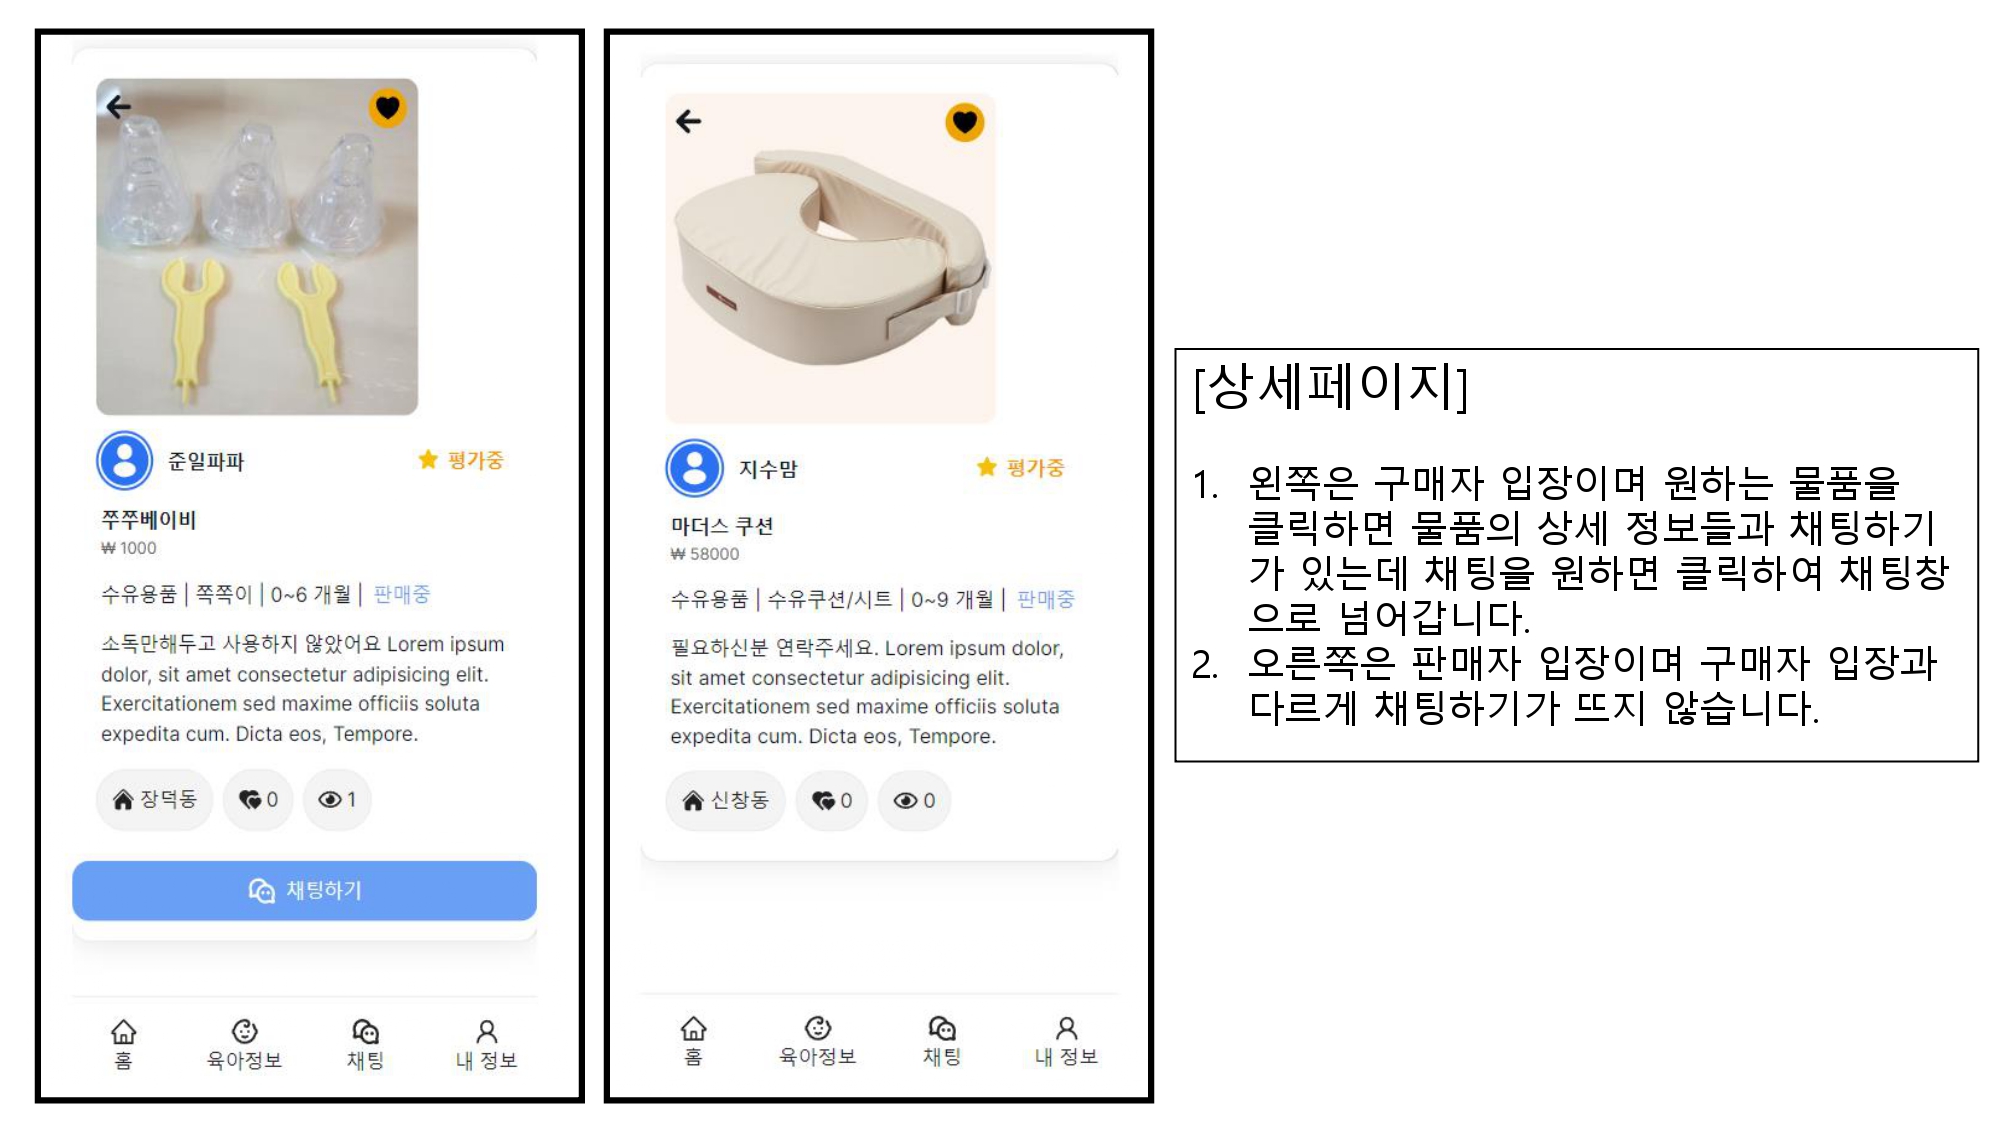 준일파파
평가중
쭈쭈베이비
₩ 1000
수유용품 | 쪽쪽이 | 0~6 개월 | 판매중
소독만해두고 사용하지 않았어요 Lorem ipsum
dolor, sit amet consectetur adipisicing elit.
Exercitationem sed maxime officiis soluta
expedita cum. Dicta eos, Tempore.
장덕동 0 1
채팅하기
홈 육아정보 채팅 내 정보
지수맘
평가중
마더스 쿠션
₩ 58000
수유용품 | 수유쿠션/시트 | 0~9 개월 | 판매중
필요하신분 연락주세요. Lorem ipsum dolor,
sit amet consectetur adipisicing elit.
Exercitationem sed maxime officiis soluta
expedita cum. Dicta eos, Tempore.
신창동 0 0
홈 육아정보 채팅 내 정보
[상세페이지]
1. 왼쪽은 구매자 입장이며 원하는 물품을
클릭하면 물품의 상세 정보들과 채팅하기
가 있는데 채팅을 원하면 클릭하여 채팅창
으로 넘어갑니다.
2. 오른쪽은 판매자 입장이며 구매자 입장과
다르게 채팅하기가 뜨지 않습니다.